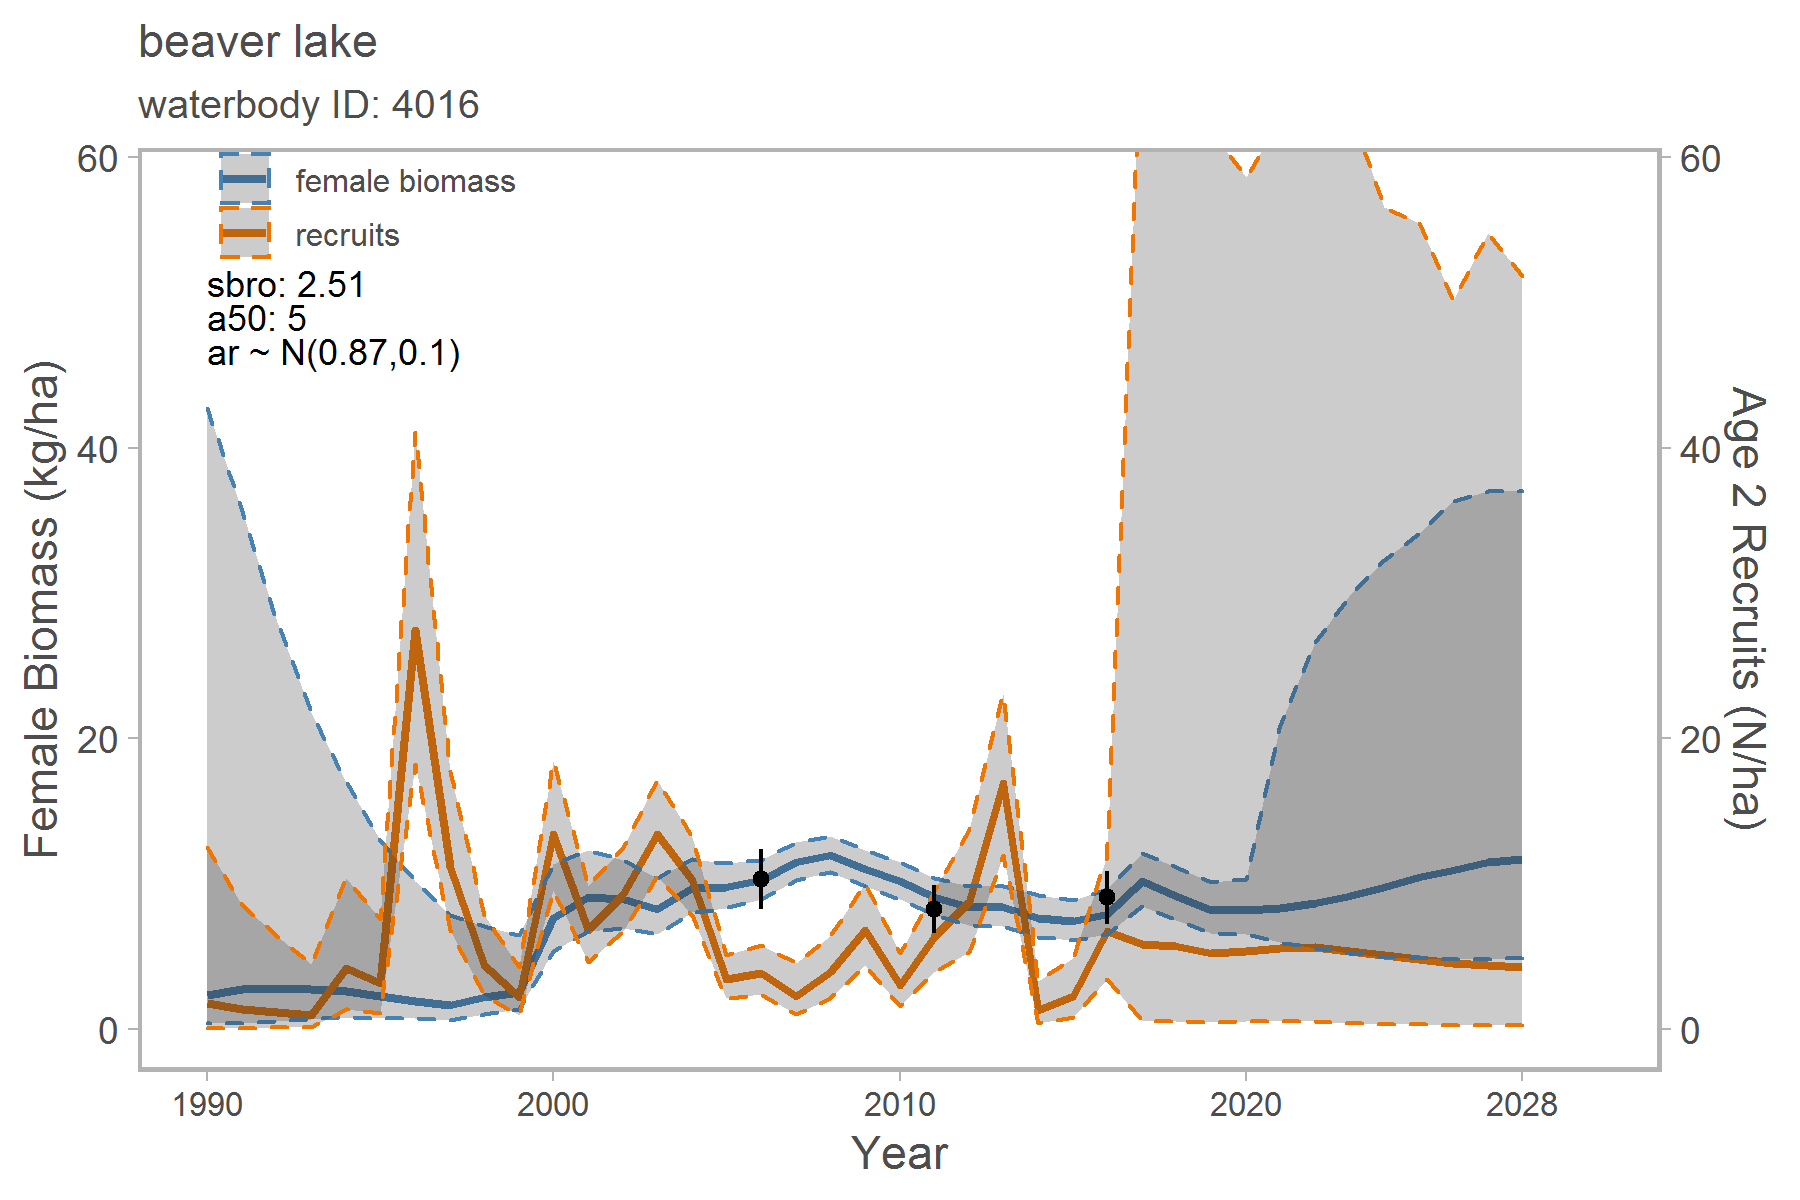 beaver lake
waterbody ID: 4016
female biomass
recruits
sbro: 2.51
a50: 5
ar ~ N(0.87,0.1)
Female Biomass (kg/ha)
60
40
20
0
60
40
20
0
Age 2 Recruits (N/ha)
1990 2000 2010 2020 2028
Year